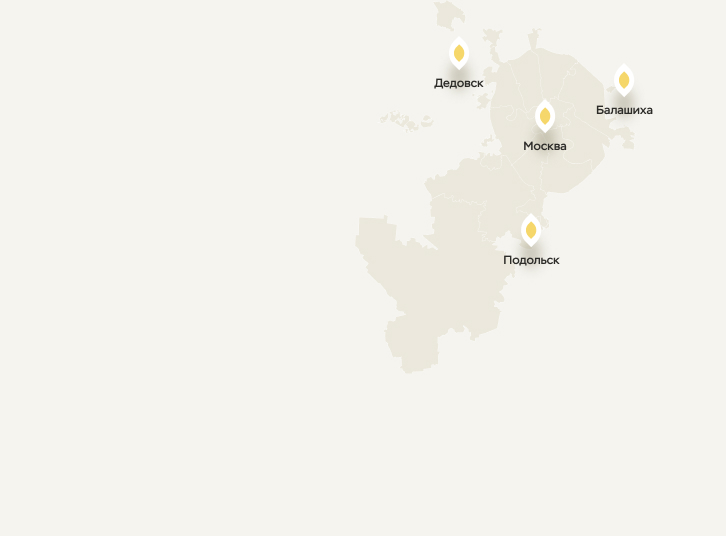 Дедовск
Балашиха
Москва
Подольск